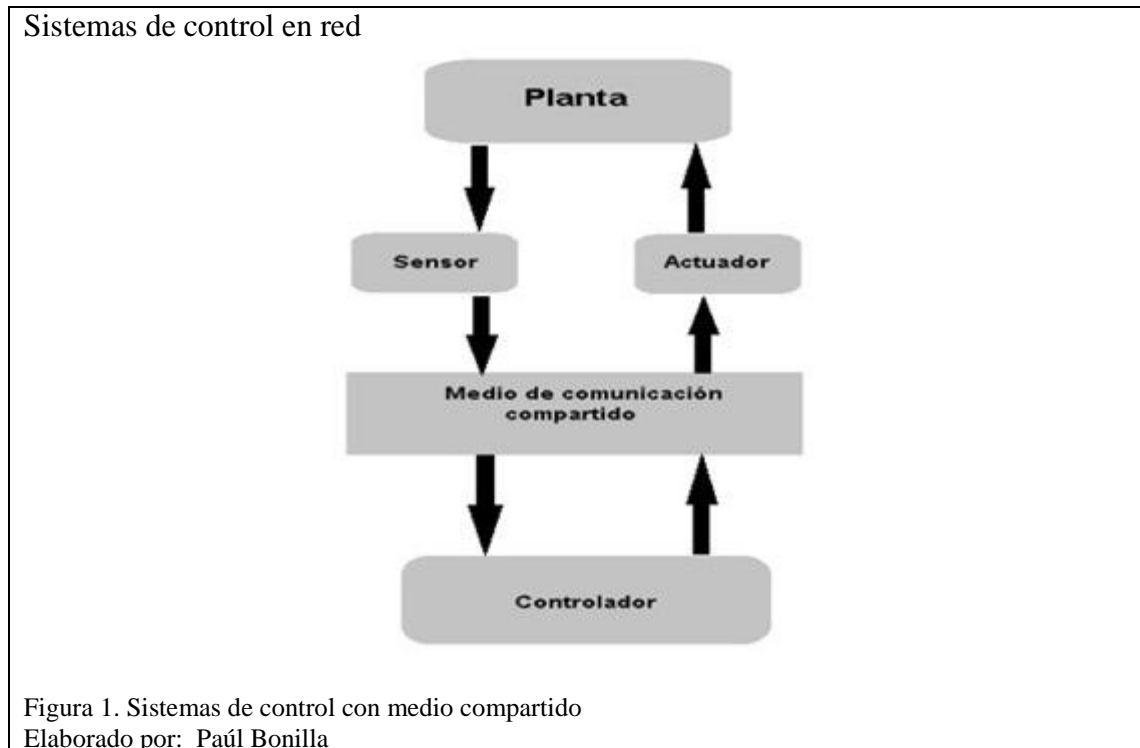 Sistemas de control en red
Planta
Sensor
Actuador
Medio de comunicación
compartido
Controlador
Figura 1. Sistemas de control con medio compartido
Elaborado por: Paúl Bonilla